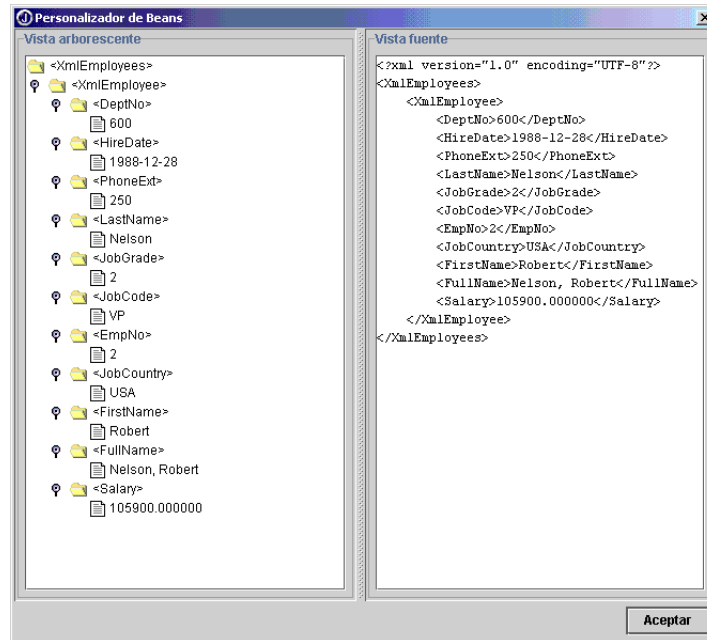 Personalizador de Beans
Vista arborescente
<XmlEmployees>
<XmlEmployee>
<DeptNo>
600
<HireDate>
1988-12-28
<PhoneExt>
250
<LastName>
Nelson
<JobGrade>
2
<JobCode>
VP
<EmpNo>
2
<JobCountry>
USA
<FirstName>
Robert
<FullName>
Nelson, Robert
<Salary>
105900.000000
Vista fuente
<?xml version="1.0" encoding="UTF-8"?>
<XmlEmployees>
<XmlEmployee>
<DeptNo>600</DeptNo>
<HireDate>1988-12-28</HireDate>
<PhoneExt>250</PhoneExt>
<LastName>Nelson</LastName>
<JobGrade>2</JobGrade>
<JobCode>VP</JobCode>
<EmpNo>2</EmpNo>
<JobCountry>USA</JobCountry>
<FirstName>Robert</FirstName>
<FullName>Nelson, Robert</FullName>
<Salary>105900.000000</Salary>
</XmlEmployee>
</XmlEmployees>
Aceptar